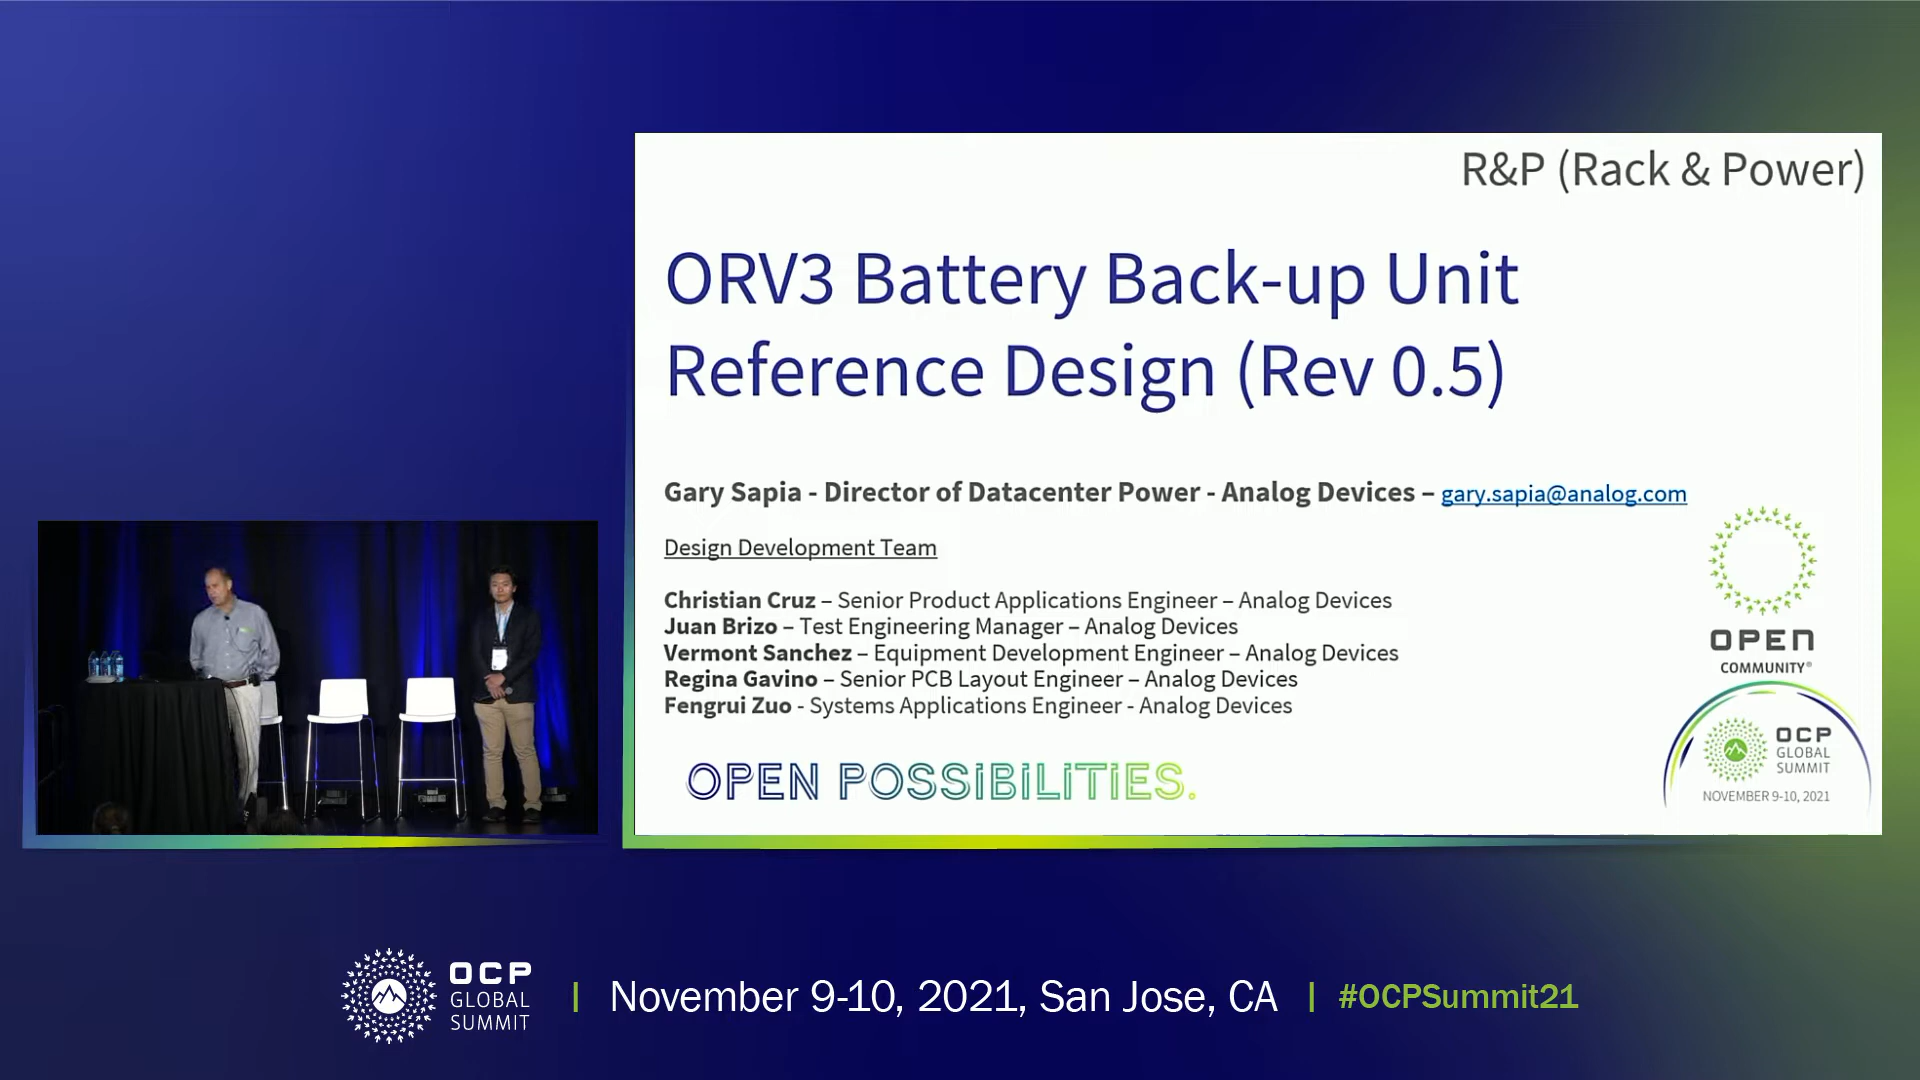 R&P (Rack & Power)
ORV3 Battery Back-up Unit
Reference Design (Rev 0.5)
Gary Sapia - Director of Datacenter Power - Analog Devices – gary.sapia@analog.com
Design Development Team
Christian Cruz – Senior Product Applications Engineer – Analog Devices
Juan Brizo – Test Engineering Manager – Analog Devices
Vermont Sanchez – Equipment Development Engineer – Analog Devices
Regina Gavino – Senior PCB Layout Engineer – Analog Devices
Fengrui Zuo - Systems Applications Engineer - Analog Devices
OPEN
COMMUNITY®
OPEN POSSIBILITIES.
OCP
GLOBAL
SUMMIT
NOVEMBER 9-10, 2021
OCP
GLOBAL
SUMMIT
November 9-10, 2021, San Jose, CA
#OCPSummit21